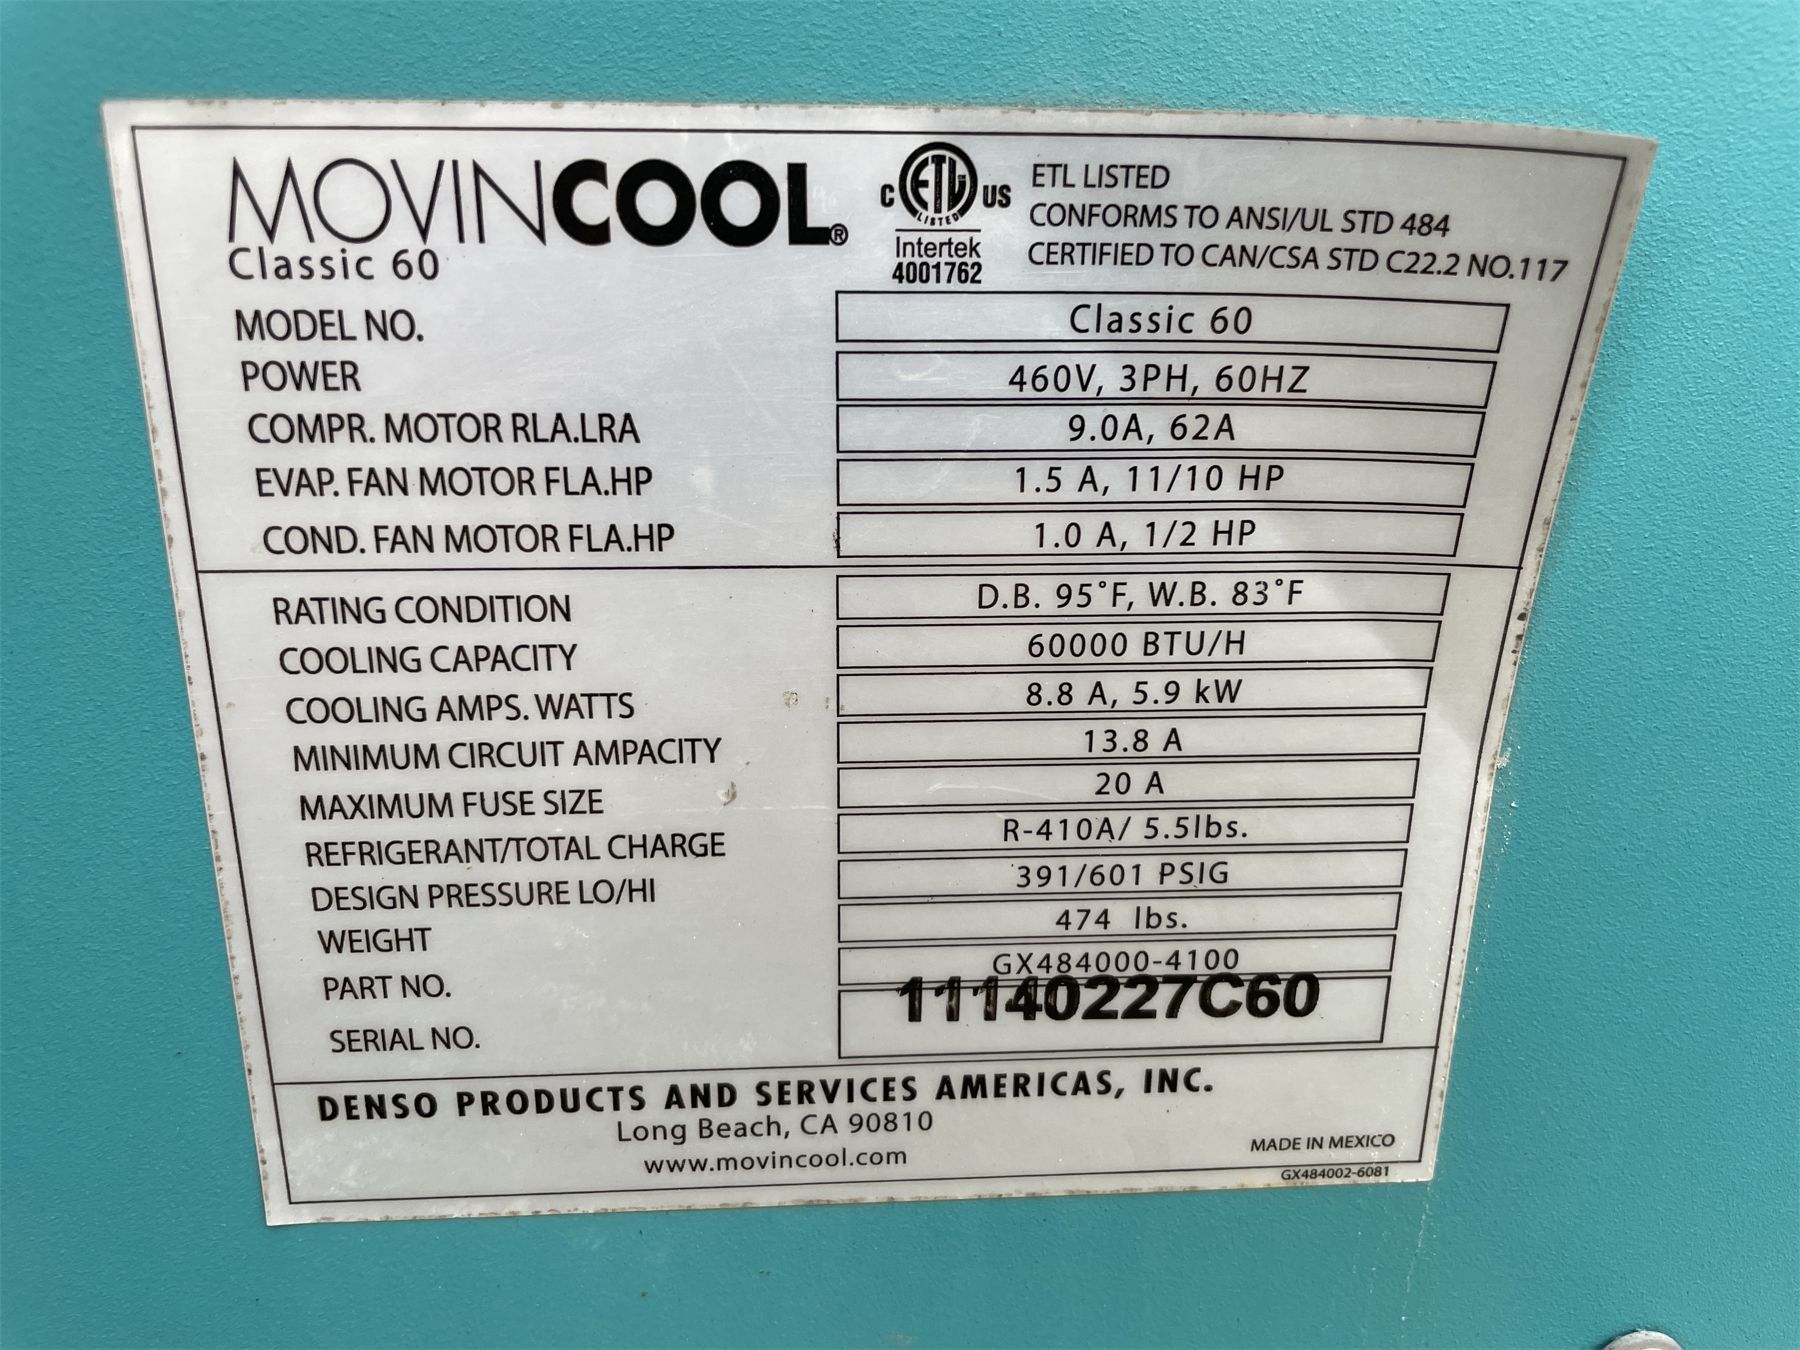 MOVINCOOL®
Classic 60
C ETL LISTED US
Intertek
4001762
ETL LISTED
CONFORMS TO ANSI/UL STD 484
CERTIFIED TO CAN/CSA STD C22.2 NO.117
MODEL NO. Classic 60
POWER 460V, 3PH, 60HZ
COMPR. MOTOR RLA.LRA 9.0A, 62A
EVAP. FAN MOTOR FLA.HP 1.5 A, 11/10 HP
COND. FAN MOTOR FLA.HP 1.0 A, 1/2 HP
RATING CONDITION D.B. 95°F, W.B. 83°F
COOLING CAPACITY 60000 BTU/H
COOLING AMPS. WATTS 8.8 A, 5.9 kW
MINIMUM CIRCUIT AMPACITY 13.8 A
MAXIMUM FUSE SIZE 20 A
REFRIGERANT/TOTAL CHARGE R-410A/ 5.5lbs.
DESIGN PRESSURE LO/HI 391/601 PSIG
WEIGHT 474 lbs.
PART NO. GX484000-4100
SERIAL NO. 11140227C60
DENSO PRODUCTS AND SERVICES AMERICAS, INC.
Long Beach, CA 90810
www.movincool.com
MADE IN MEXICO
GX484002-6081